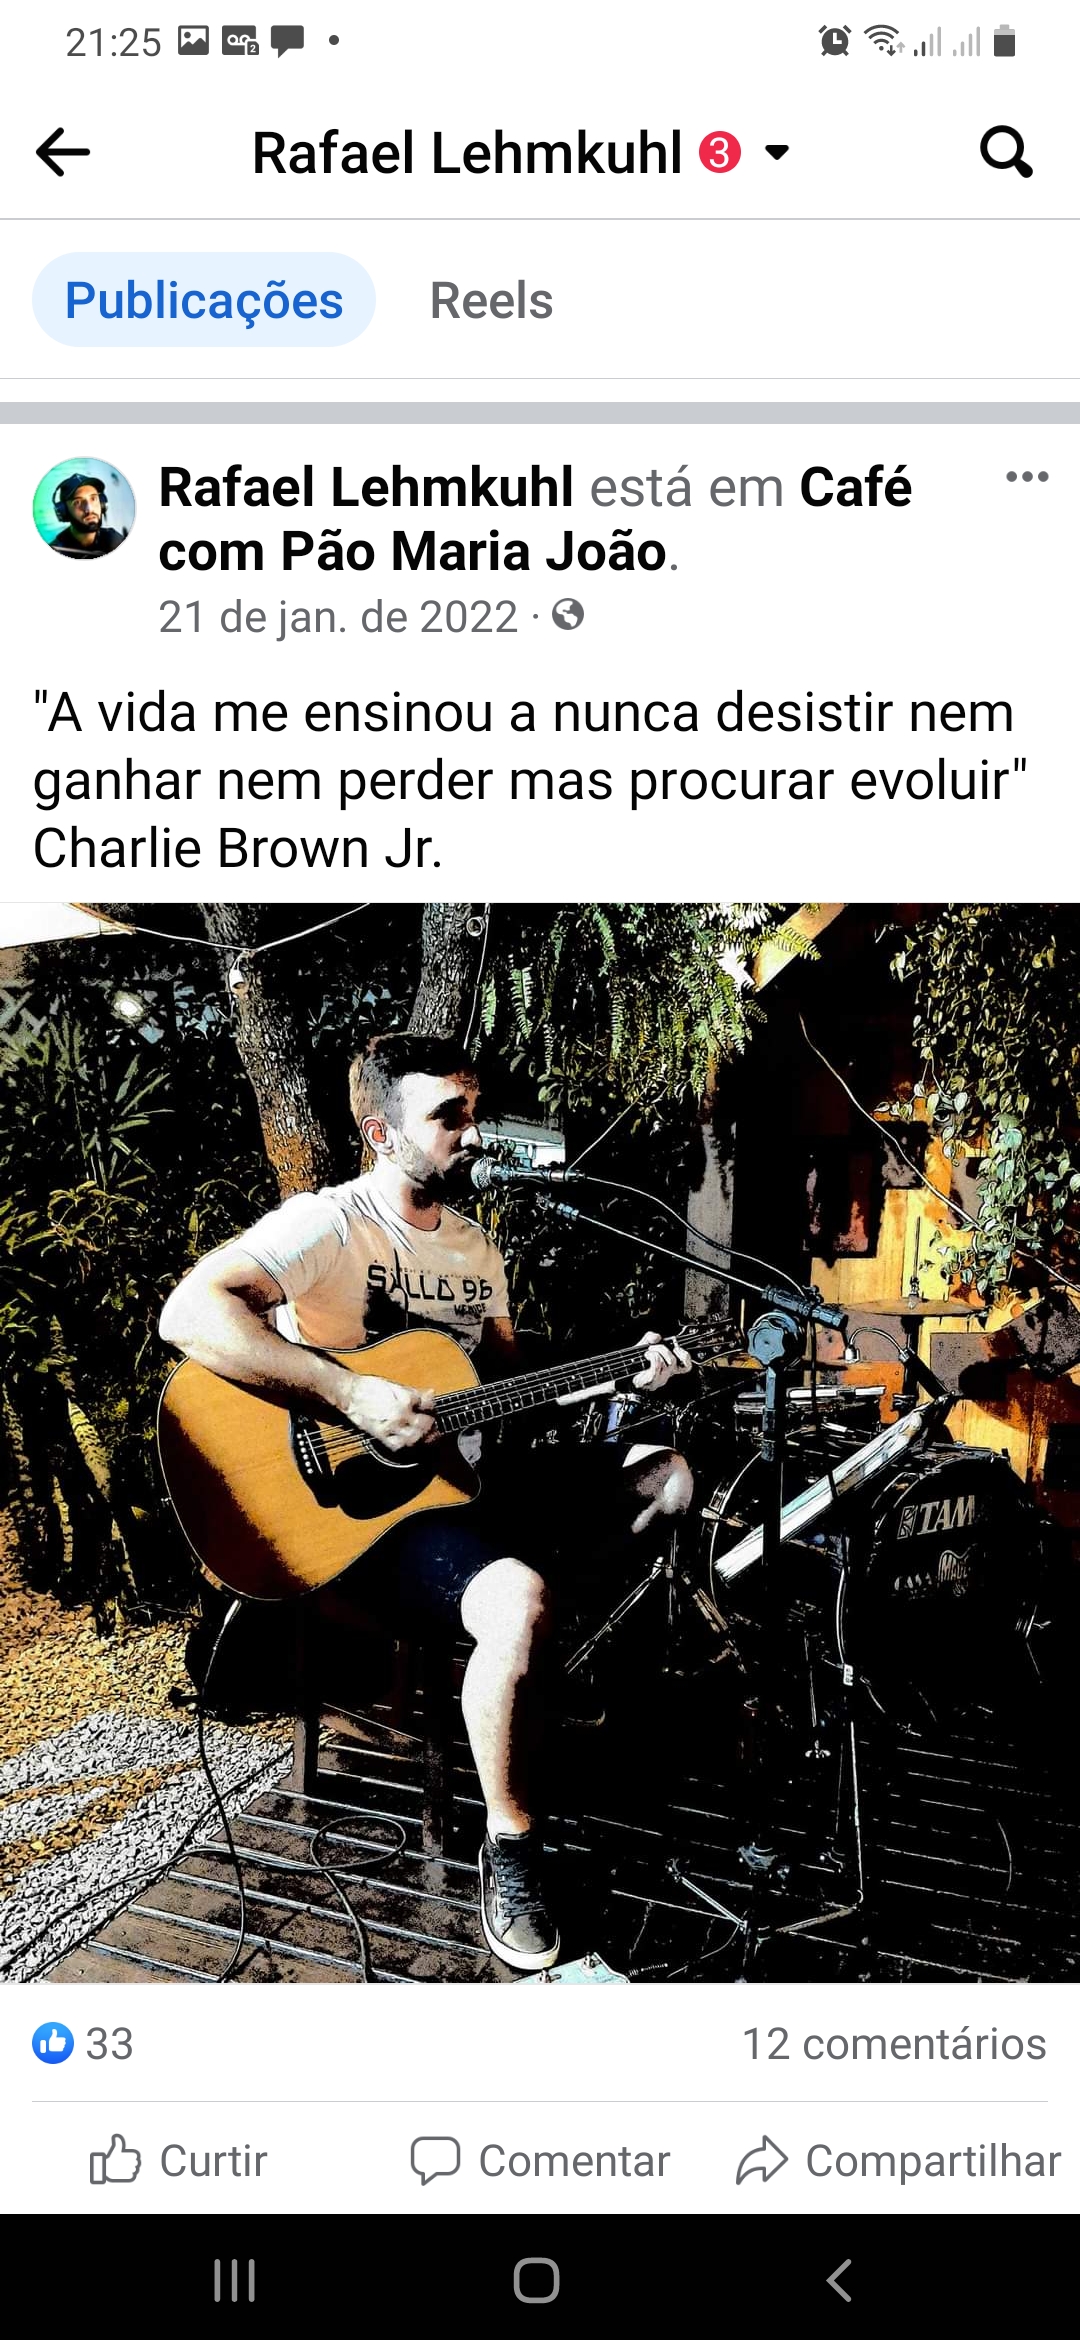 21:25
Rafael Lehmkuhl 3
Publicações Reels
Rafael Lehmkuhl está em Café
com Pão Maria João.
21 de jan. de 2022 ·
"A vida me ensinou a nunca desistir nem
ganhar nem perder mas procurar evoluir"
Charlie Brown Jr.
96
TAM
33 12 comentários
Curtir Comentar Compartilhar